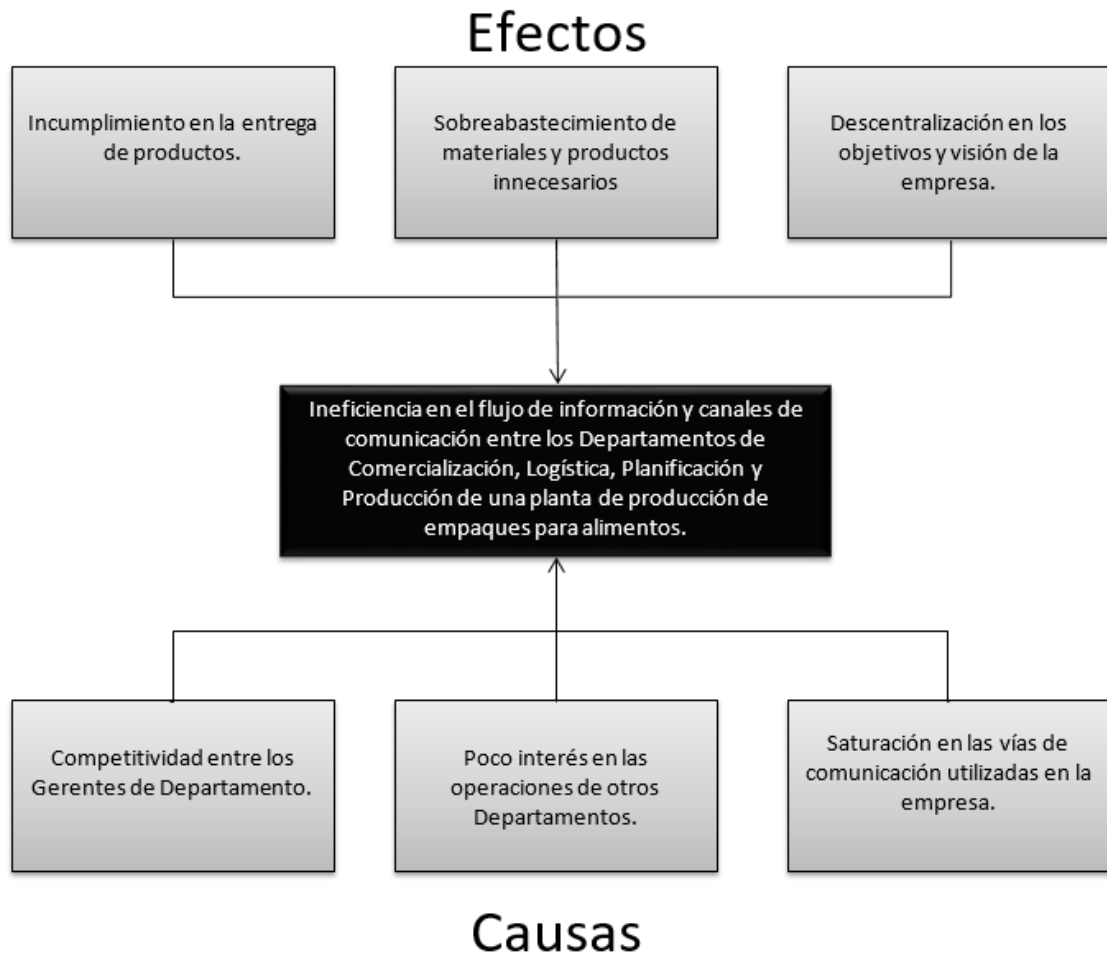 Efectos
Incumplimiento en la entrega
de productos.
Sobreabastecimiento de
materiales y productos
innecesarios
Descentralización en los
objetivos y visión de la
empresa.
Ineficiencia en el flujo de información y canales de
comunicación entre los Departamentos de
Comercialización, Logística, Planificación y
Producción de una planta de producción de
empaques para alimentos.
Competitividad entre los
Gerentes de Departamento.
Poco interés en las
operaciones de otros
Departamentos.
Saturación en las vías de
comunicación utilizadas en la
empresa.
Causas